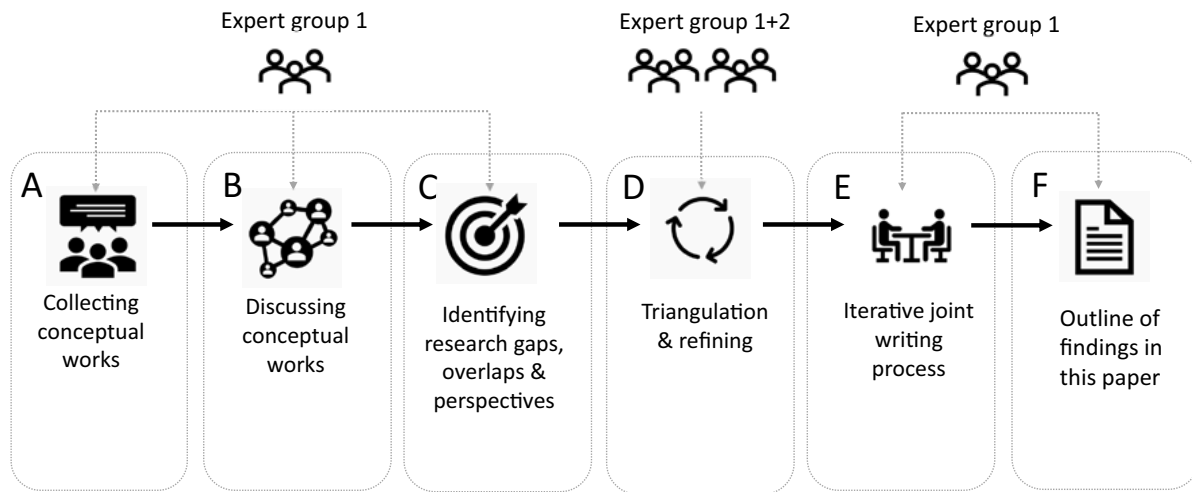 Expert group 1
Expert group 1+2
Expert group 1
A
B
C
D
E
F
Collecting
conceptual
works
Discussing
conceptual
works
Identifying
research gaps,
overlaps &
perspectives
Triangulation
& refining
Iterative joint
writing
process
Outline of
findings in
this paper